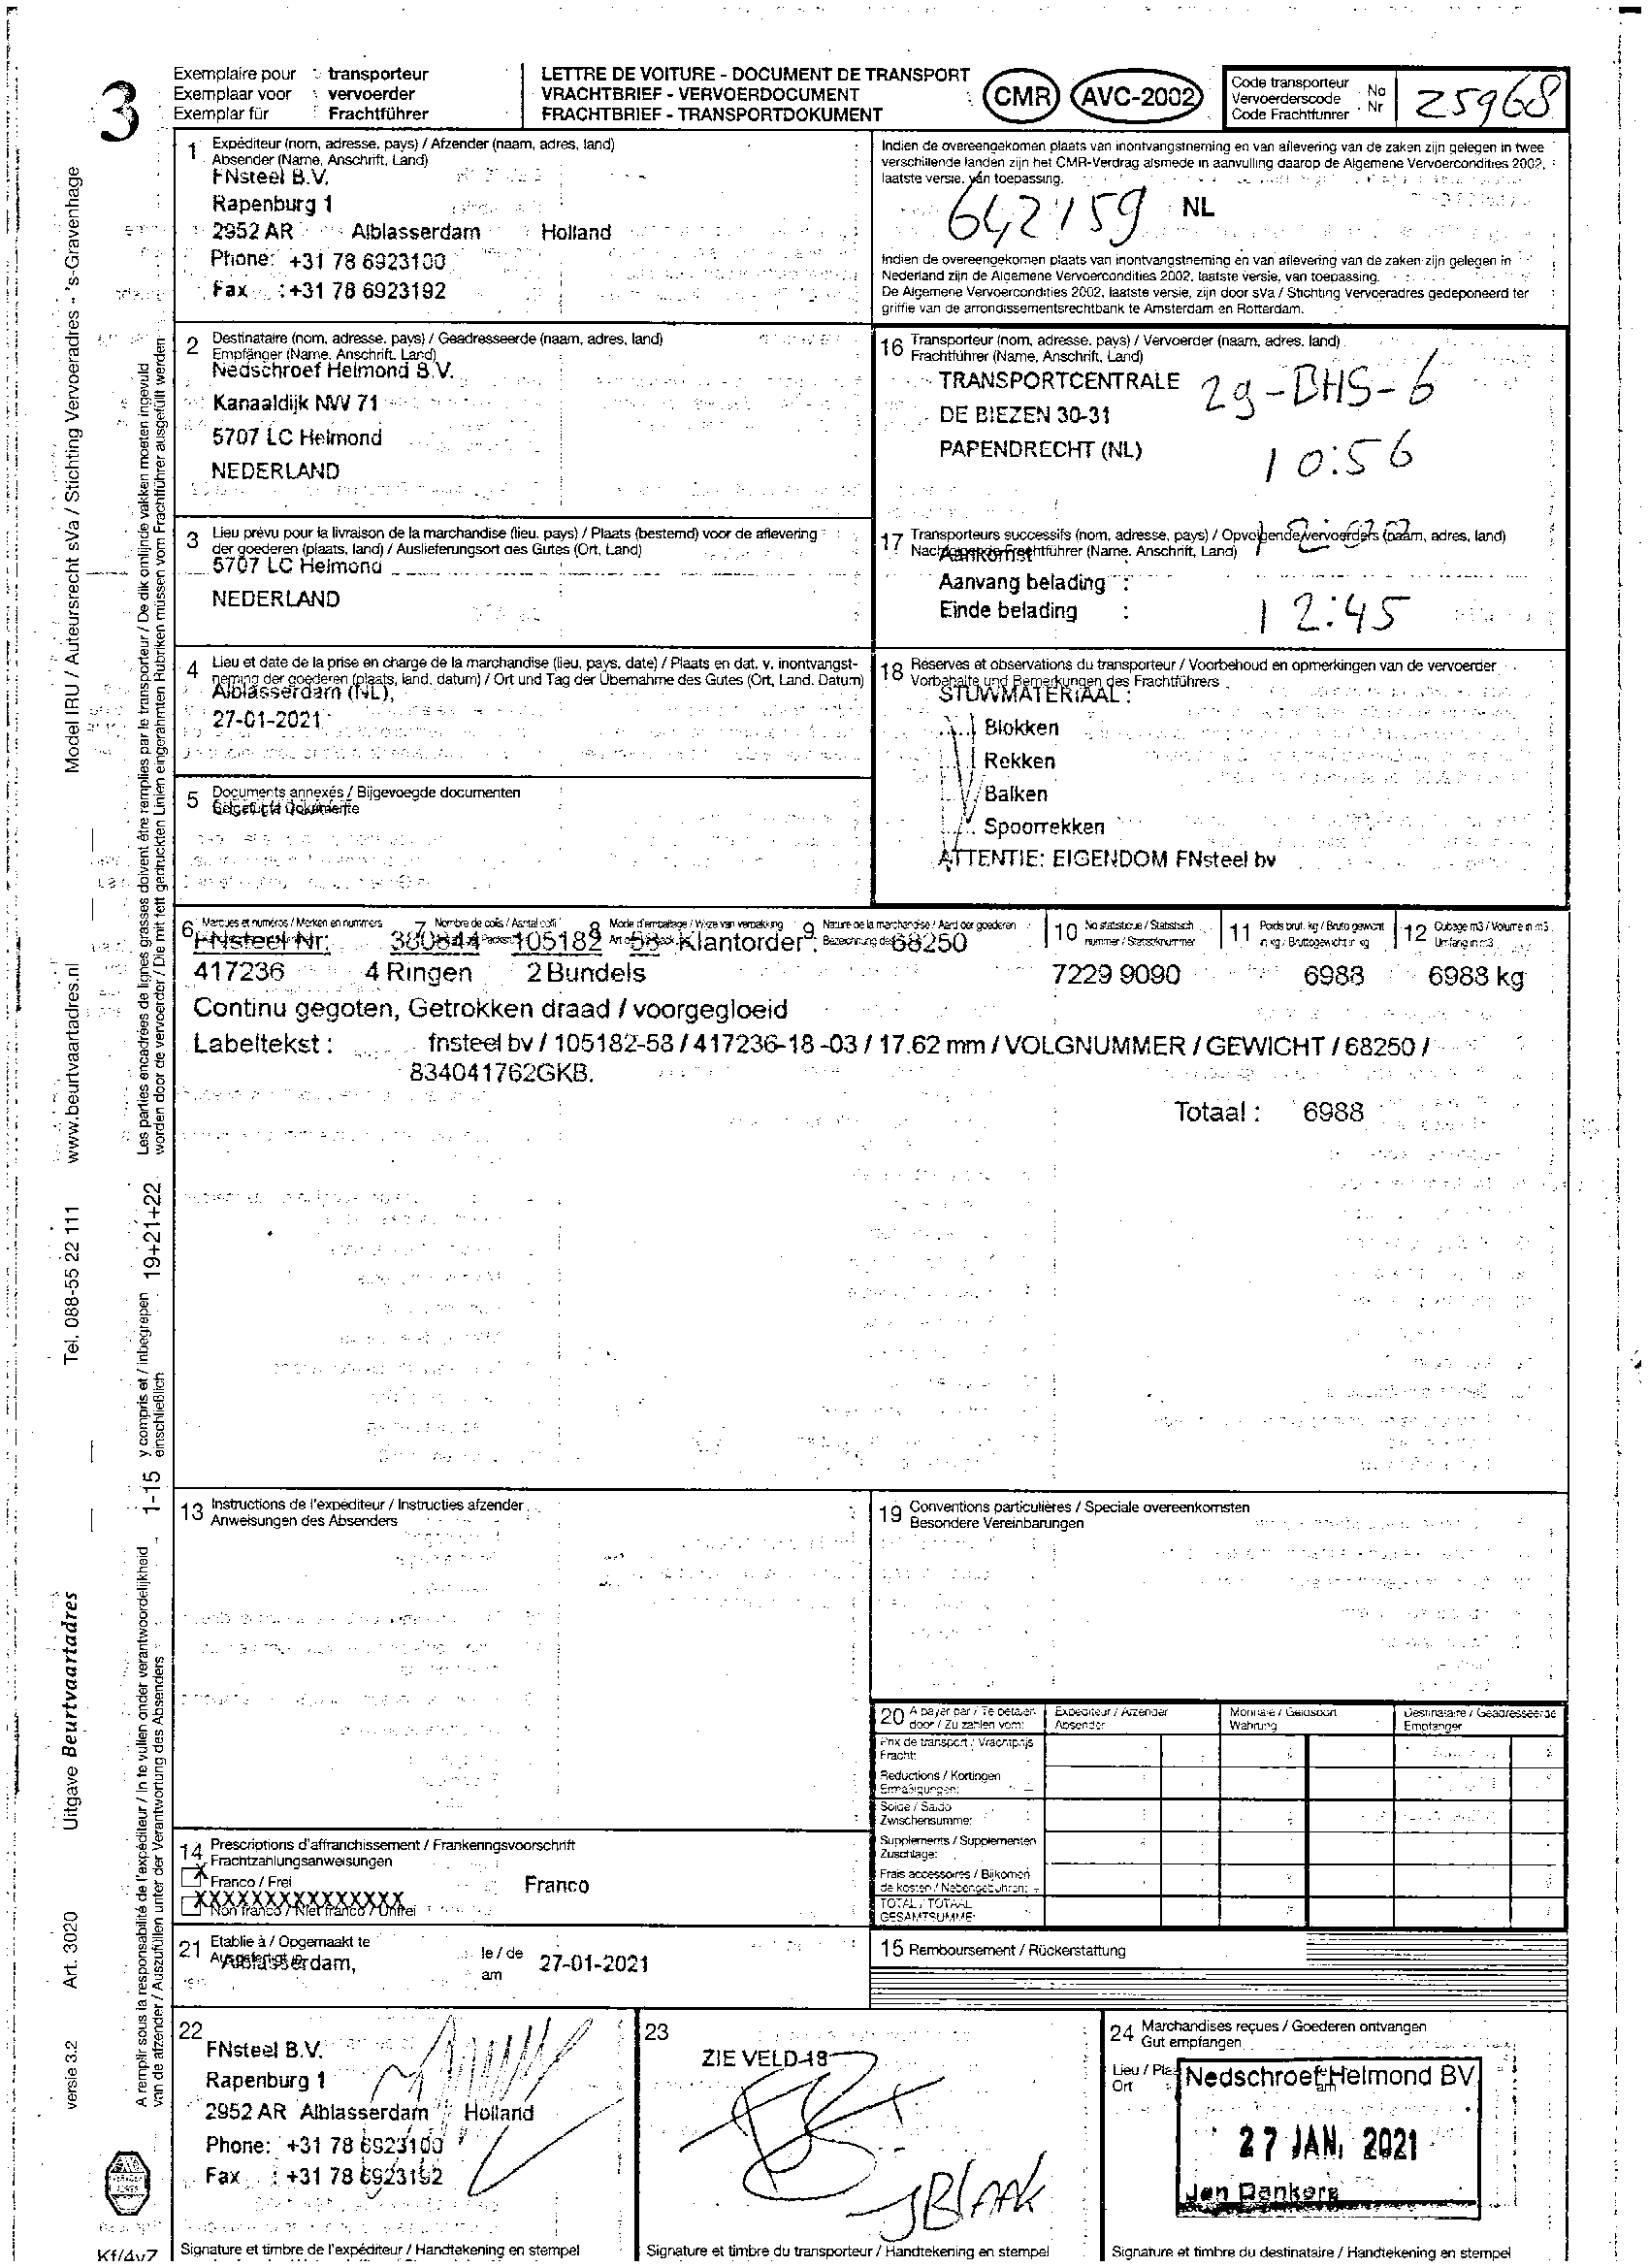 3
Exemplaire pour transporteur
Exemplaar voor vervoerder
Exemplar für Frachtführer
LETTRE DE VOITURE - DOCUMENT DE TRANSPORT
VRACHTBRIEF - VERVOERDOCUMENT
FRACHTBRIEF - TRANSPORTDOKUMENT
CMR AVC-2002
Code transporteur No
Vervoerderscode Nr
Code Frachtfuhrer
25968
1 Expéditeur (nom, adresse, pays) / Afzender (naam, adres, land)
Absender (Name, Anschrift, Land)
FNsteel B.V.
Rapenburg 1
2952 AR Alblasserdam Holland
Phone: +31 78 6923100
Fax : +31 78 6923192
Indien de overeengekomen plaats van inontvangstneming en van aflevering van de zaken zijn gelegen in twee
verschillende landen zijn het CMR-Verdrag alsmede in aanvulling daarop de Algemene Vervoercondities 2002,
laatste versie, van toepassing.
642159 NL
Indien de overeengekomen plaats van inontvangstneming en van aflevering van de zaken zijn gelegen in
Nederland zijn de Algemene Vervoercondities 2002, laatste versie, van toepassing.
De Algemene Vervoercondities 2002, laatste versie, zijn door sVa / Stichting Vervoeradres gedeponeerd ter
griffie van de arrondissementsrechtbank te Amsterdam en Rotterdam.
2 Destinataire (nom, adresse, pays) / Geadresseerde (naam, adres, land)
Empfänger (Name, Anschrift, Land)
Nedschroef Helmond B.V.
Kanaaldijk NW 71
5707 LC Helmond
NEDERLAND
16 Transporteur (nom, adresse, pays) / Vervoerder (naam, adres, land)
Frachtführer (Name, Anschrift, Land)
TRANSPORTCENTRALE
DE BIEZEN 30-31
PAPENDRECHT (NL)
29-BHS-6
10:56
3 Lieu prévu pour la livraison de la marchandise (lieu, pays) / Plaats (bestemd) voor de aflevering
der goederen (plaats, land) / Auslieferungsort des Gutes (Ort, Land)
5707 LC Helmond
NEDERLAND
17 Transporteurs successifs (nom, adresse, pays) / Opvolgende vervoerders (naam, adres, land)
Nachfolgende Frachtführer (Name, Anschrift, Land)
Aankomst
Aanvang belading :
Einde belading : 12:45
4 Lieu et date de la prise en charge de la marchandise (lieu, pays, date) / Plaats en dat. v. inontvangst-
neming der goederen (plaats, land, datum) / Ort und Tag der Übernahme des Gutes (Ort, Land, Datum)
Alblasserdam (NL),
27-01-2021
18 Réserves et observations du transporteur / Voorbehoud en opmerkingen van de vervoerder
Vorbehalte und Bemerkungen des Frachtführers
STUWMATERIAAL :
Blokken
Rekken
Balken
Spoorrekken
ATTENTIE: EIGENDOM FNsteel bv
5 Documents annexés / Bijgevoegde documenten
6 Marques et numéros / Merken en nummers 7 Nombre de colis / Aantal colli 8 Mode d'emballage / Wijze van verpakking 9 Nature de la marchandise / Aard der goederen 10 No statistique / Statistisch nummer / Statistiknummer 11 Poids brut, kg / Bruto gewicht in kg / Bruttogewicht in kg 12 Cubage m3 / Volume in m3 Umfang in m3
FNsteel Nr: 380844 105182 58 Klantorder : 68250
417236 4 Ringen 2 Bundels 7229 9090 6988 6988 kg
Continu gegoten, Getrokken draad / voorgegloeid
Labeltekst : fnsteel bv / 105182-58 / 417236-18 -03 / 17.62 mm / VOLGNUMMER / GEWICHT / 68250 /
834041762GKB.
Totaal : 6988
13 Instructions de l'expéditeur / Instructies afzender
Anweisungen des Absenders
19 Conventions particulières / Speciale overeenkomsten
Besondere Vereinbarungen
20 A payer par / Te betalen door / Zu zahlen vom: Expéditeur / Afzender Absender Monnaie / Geldsoort Wahrung Destinataire / Geadresseerde Empfänger
Prix de transport / Vrachtprijs
Fracht:
Reductions / Kortingen
Ermäsigungen:
Solde / Saldo
Zwischensumme:
Suppléments / Supplementen
Zuschlage:
Frais accessoires / Bijkomende kosten / Nebengebühren:
TOTAL / TOTAAL
GESAMTSUMME:
14 Prescriptions d'affranchissement / Frankeringsvoorschrift
Frachtzahlungsanweisungen
X Franco / Frei Franco
XXXXXXXXXXXXXXX
Non franco / Niet franco / Unfrei
21 Etablie à / Opgemaakt te
Alblasserdam,
le / de
am
27-01-2021
15 Remboursement / Rückerstattung
22
FNsteel B.V.
Rapenburg 1
2952 AR Alblasserdam Holland
Phone: +31 78 6923100
Fax : +31 78 6923192
Signature et timbre de l'expéditeur / Handtekening en stempel
23
ZIE VELD-18
JBlAAK
Signature et timbre du transporteur / Handtekening en stempel
24 Marchandises reçues / Goederen ontvangen
Gut empfangen
Lieu /
Ort
Nedschroef Helmond BV
27 JAN. 2021
Jan Dankers
Signature et timbre du destinataire / Handtekening en stempel
Model IRU / Auteursrecht sVa / Stichting Vervoeradres - 's-Gravenhage
www.beurtvaartadres.nl
Tel. 088-55 22 111
Uitgave Beurtvaartadres
Art. 3020
versie 3.2
Les parties encadrées de lignes grasses doivent être remplies par le transporteur / De dik omlijnde vakken moeten ingevuld
worden door de vervoerder / Die mit fett gedruckten Linien eingerahmten Rubriken müssen vom Frachtführer ausgefüllt werden
19+21+22
y compris et / inbegrepen
einschließlich
1-15
A remplir sous la responsabilité de l'expéditeur / In te vullen onder verantwoordelijkheid
van de afzender / Auszufüllen unter der Verantwortung des Absenders